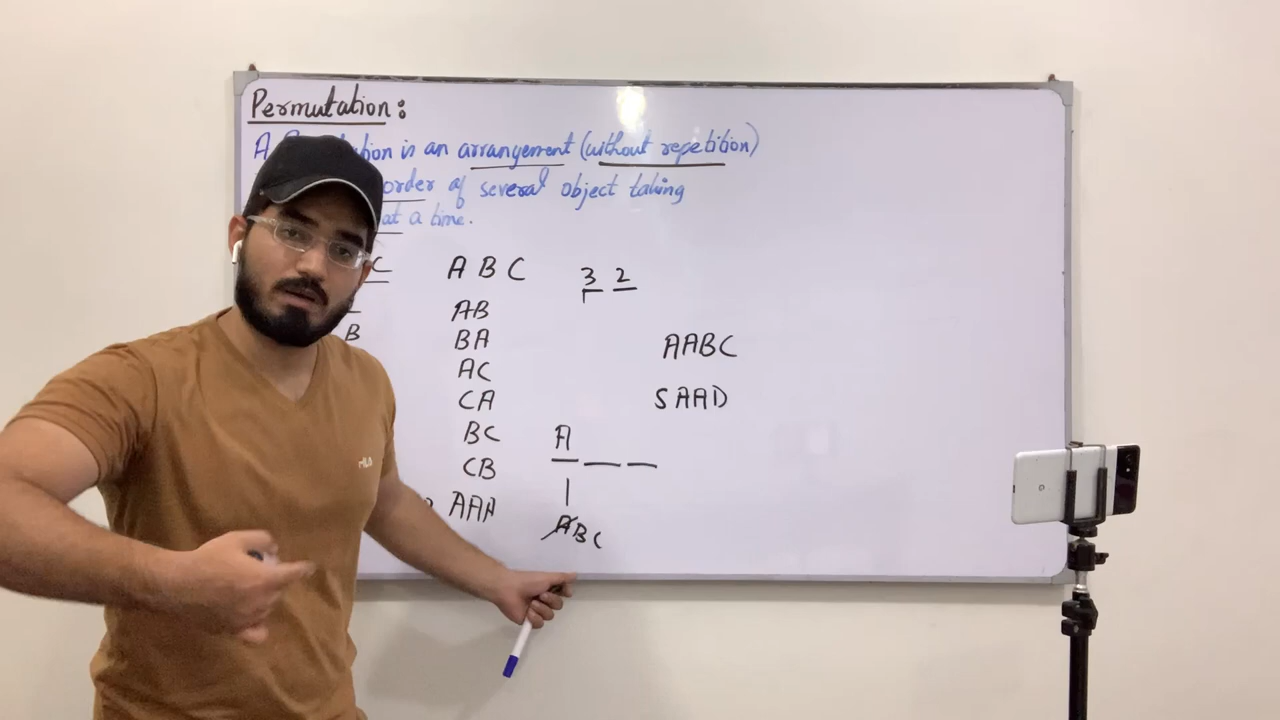 Permutation:
is an arrangement (without repetition)
order of several object taking
at a time.
C
A B C
3 2
AB
B
BA
AABC
AC
CA
SAAD
BC
A
CB
AAA
ABC
FILA